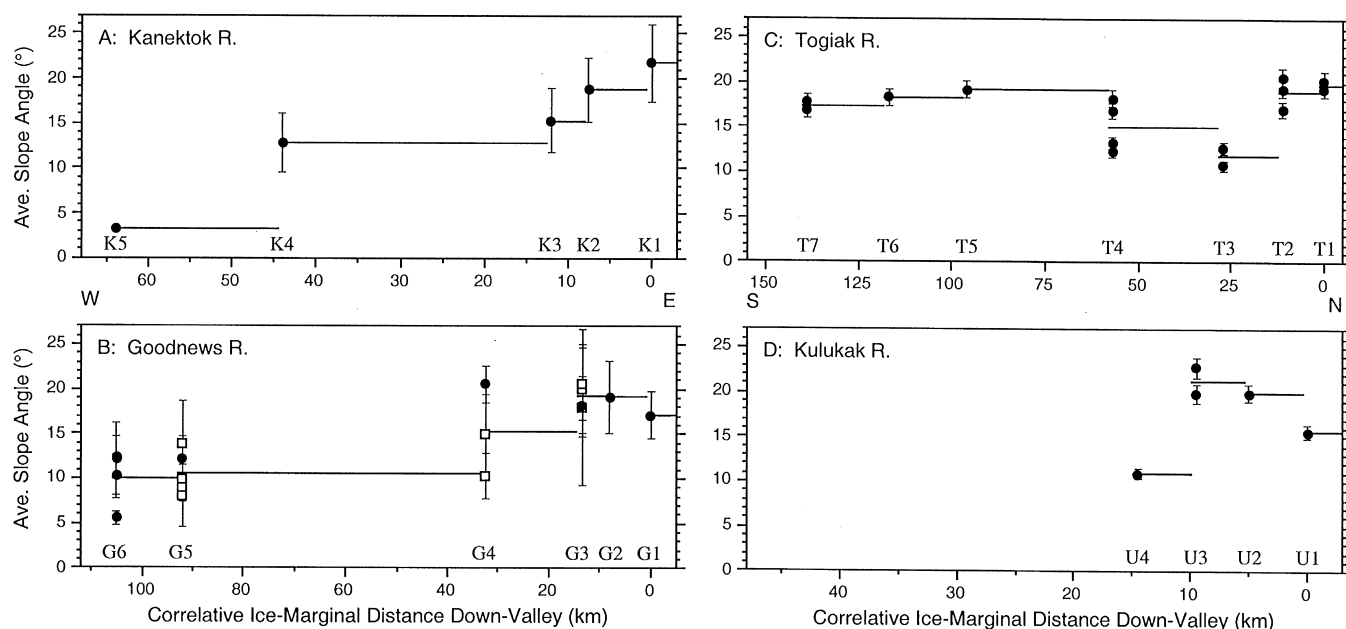 A: Kanektok R.
Ave. Slope Angle (°)
25
20
15
10
5
0
K5 K4 K3 K2 K1
60 50 40 30 20 10 0
W E
C: Togiak R.
25
20
15
10
5
0
T7 T6 T5 T4 T3 T2 T1
150 125 100 75 50 25 0
S N
B: Goodnews R.
Ave. Slope Angle (°)
25
20
15
10
5
0
G6 G5 G4 G3 G2 G1
100 80 60 40 20 0
Correlative Ice-Marginal Distance Down-Valley (km)
D: Kulukak R.
25
20
15
10
5
0
U4 U3 U2 U1
40 30 20 10 0
Correlative Ice-Marginal Distance Down-Valley (km)